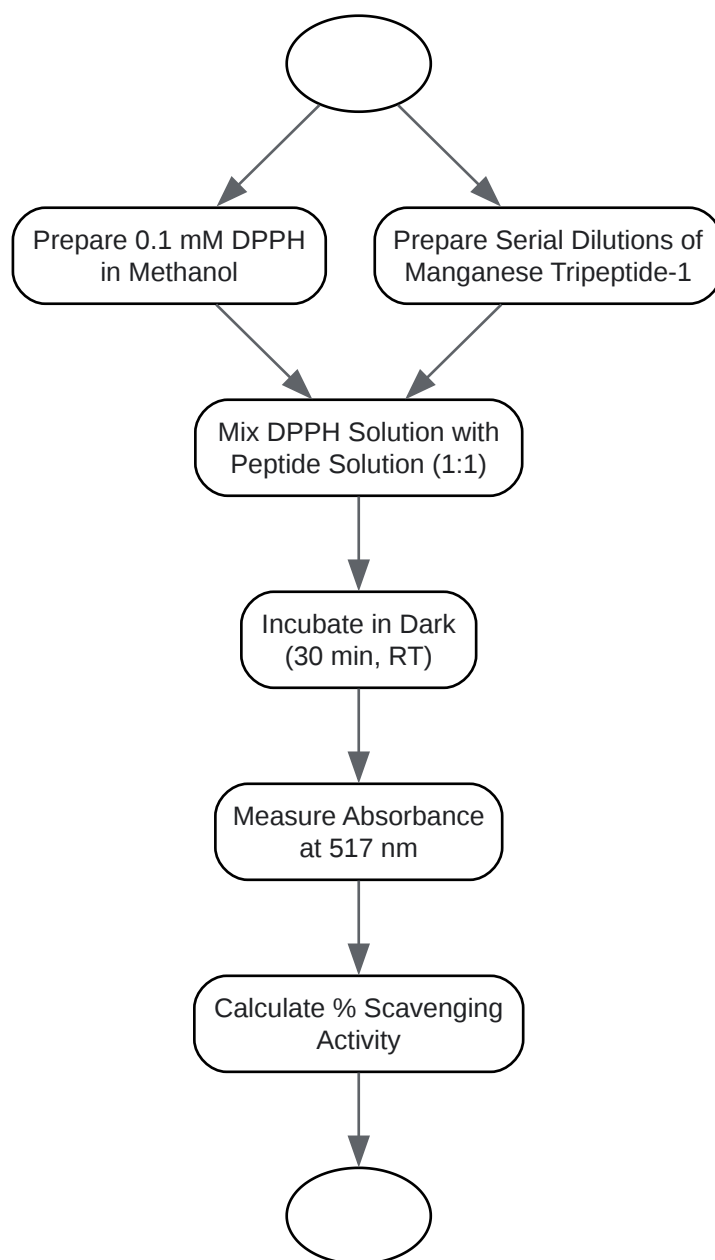 Prepare 0.1 mM DPPH
in Methanol
Prepare Serial Dilutions of
Manganese Tripeptide-1
Mix DPPH Solution with
Peptide Solution (1:1)
Incubate in Dark
(30 min, RT)
Measure Absorbance
at 517 nm
Calculate % Scavenging
Activity